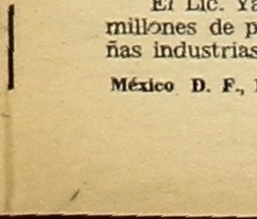 El Lic. Ya
millones de p
ñas industrias
México D. F.,